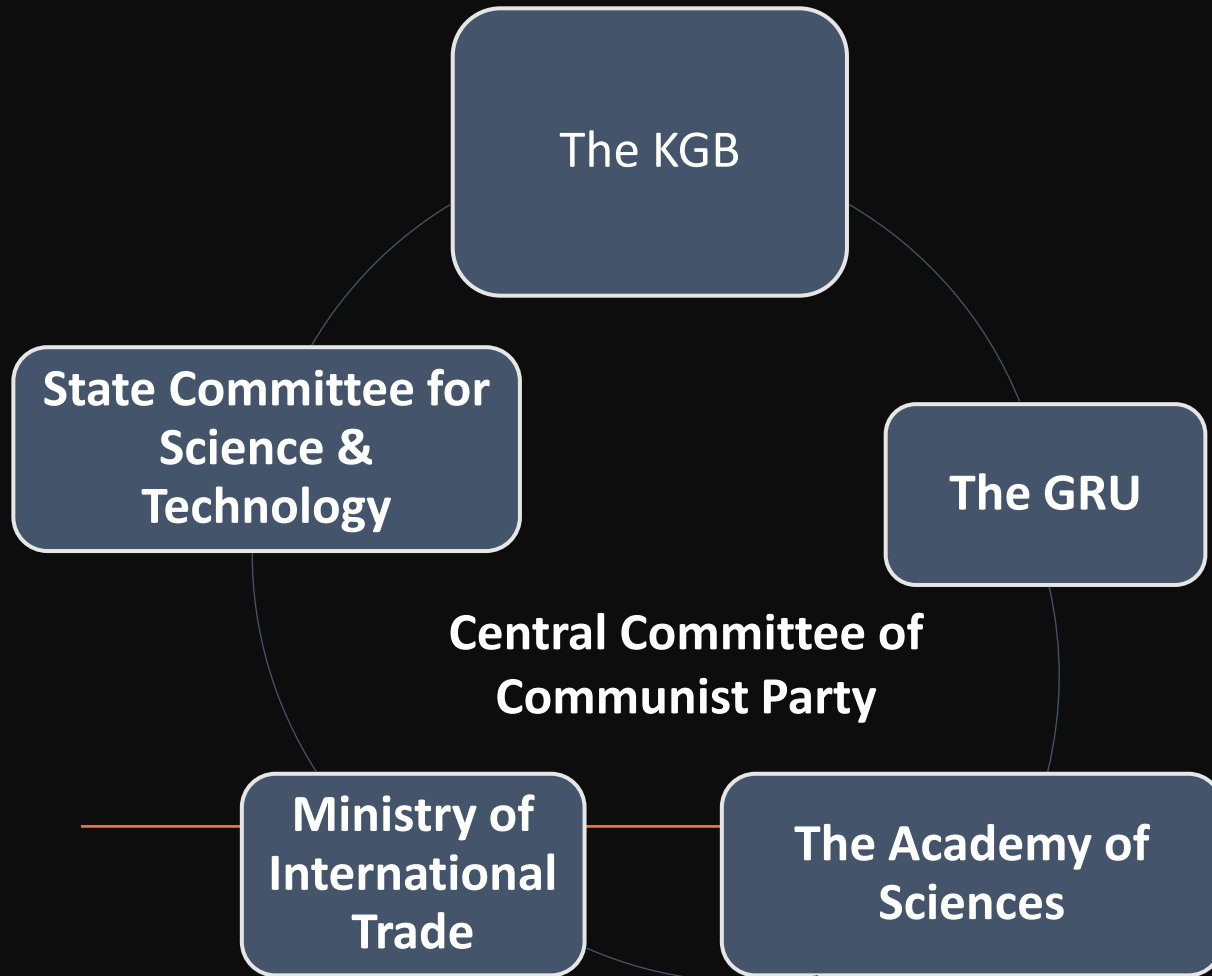 The KGB
State Committee for
Science &
Technology
The GRU
Central Committee of
Communist Party
Ministry of
International
Trade
The Academy of
Sciences